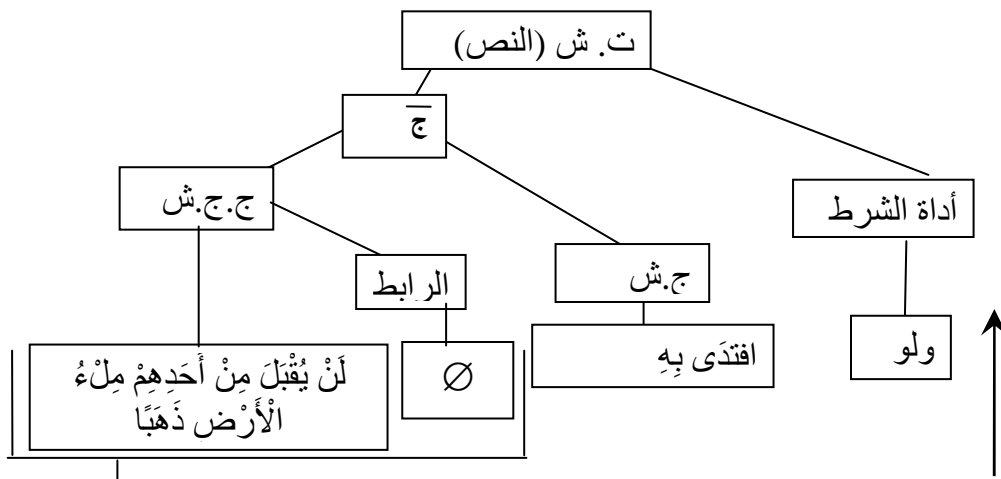 ت. ش (النص)
ج
أداة الشرط
ج.ج.ش
ج.ش
الرابط
ولو
افتدَى بِهِ
∅
لَنْ يُقْبَلَ مِنْ أَحَدِهِمْ مِلْءُ
الْأَرْضِ ذَهَبًا